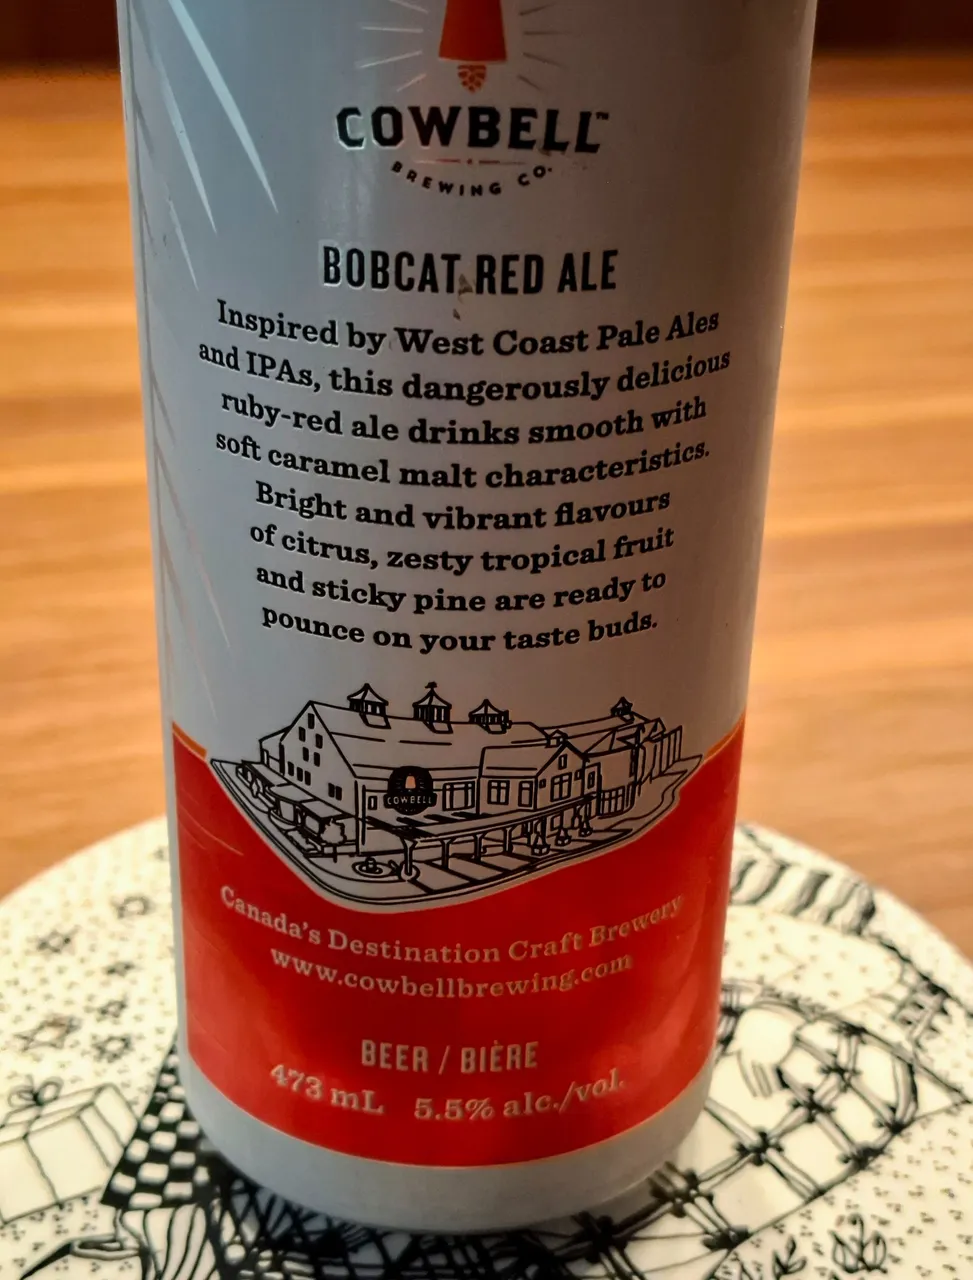 COWBELL™
BREWING CO.
BOBCAT RED ALE
Inspired by West Coast Pale Ales
and IPAs, this dangerously delicious
ruby-red ale drinks smooth with
soft caramel malt characteristics.
Bright and vibrant flavours
of citrus, zesty tropical fruit
and sticky pine are ready to
pounce on your taste buds.
COWBELL
Canada's Destination Craft Brewery
www.cowbellbrewing.com
BEER / BIÈRE
473 mL 5.5% alc./vol.